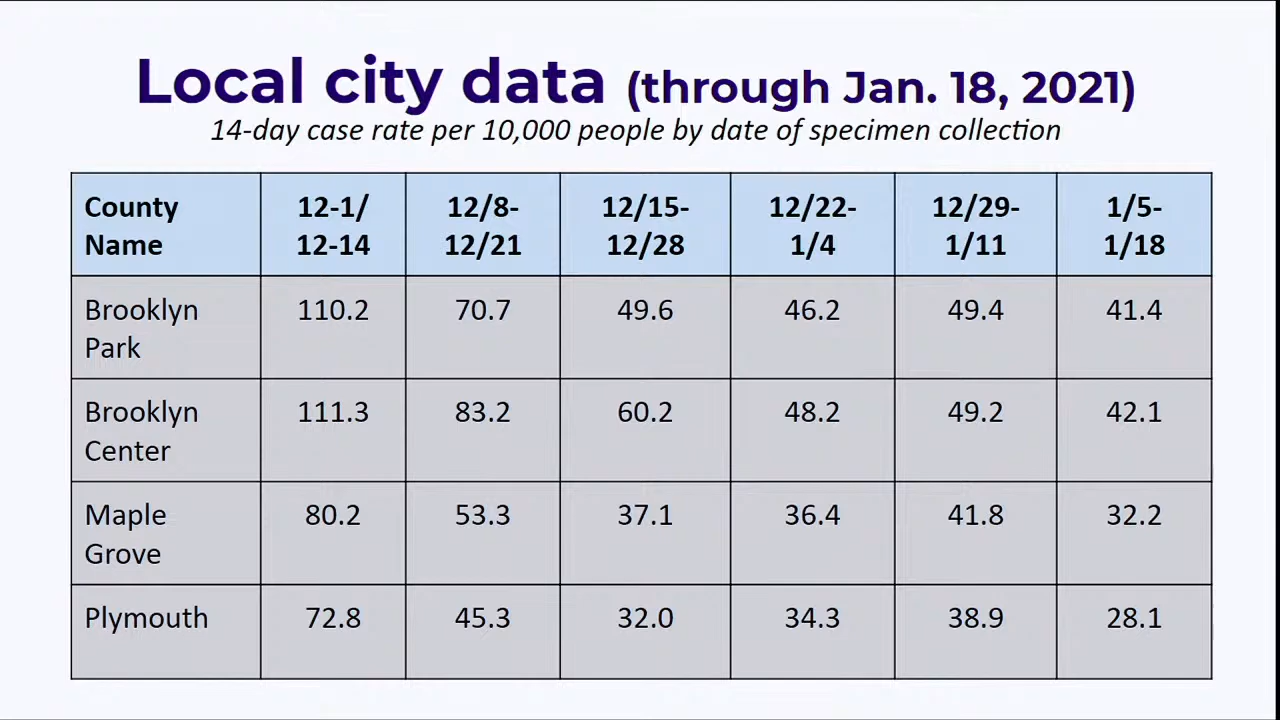 Local city data (through Jan. 18, 2021)
14-day case rate per 10,000 people by date of specimen collection
County Name 12-1/12-14 12/8-12/21 12/15-12/28 12/22-1/4 12/29-1/11 1/5-1/18
Brooklyn Park 110.2 70.7 49.6 46.2 49.4 41.4
Brooklyn Center 111.3 83.2 60.2 48.2 49.2 42.1
Maple Grove 80.2 53.3 37.1 36.4 41.8 32.2
Plymouth 72.8 45.3 32.0 34.3 38.9 28.1